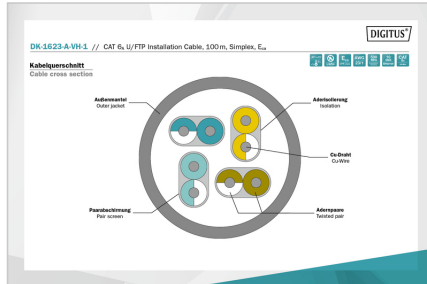 DIGITUS®
DK-1623-A-VH-1 // CAT 6A U/FTP Installation Cable, 100 m, Simplex, Eca
Kabelquerschnitt
Cable cross section
Außenmantel
Outer jacket
Aderisolierung
Isolation
Cu-Draht
Cu-Wire
Paarabschirmung
Pair screen
Adernpaare
Twisted pair